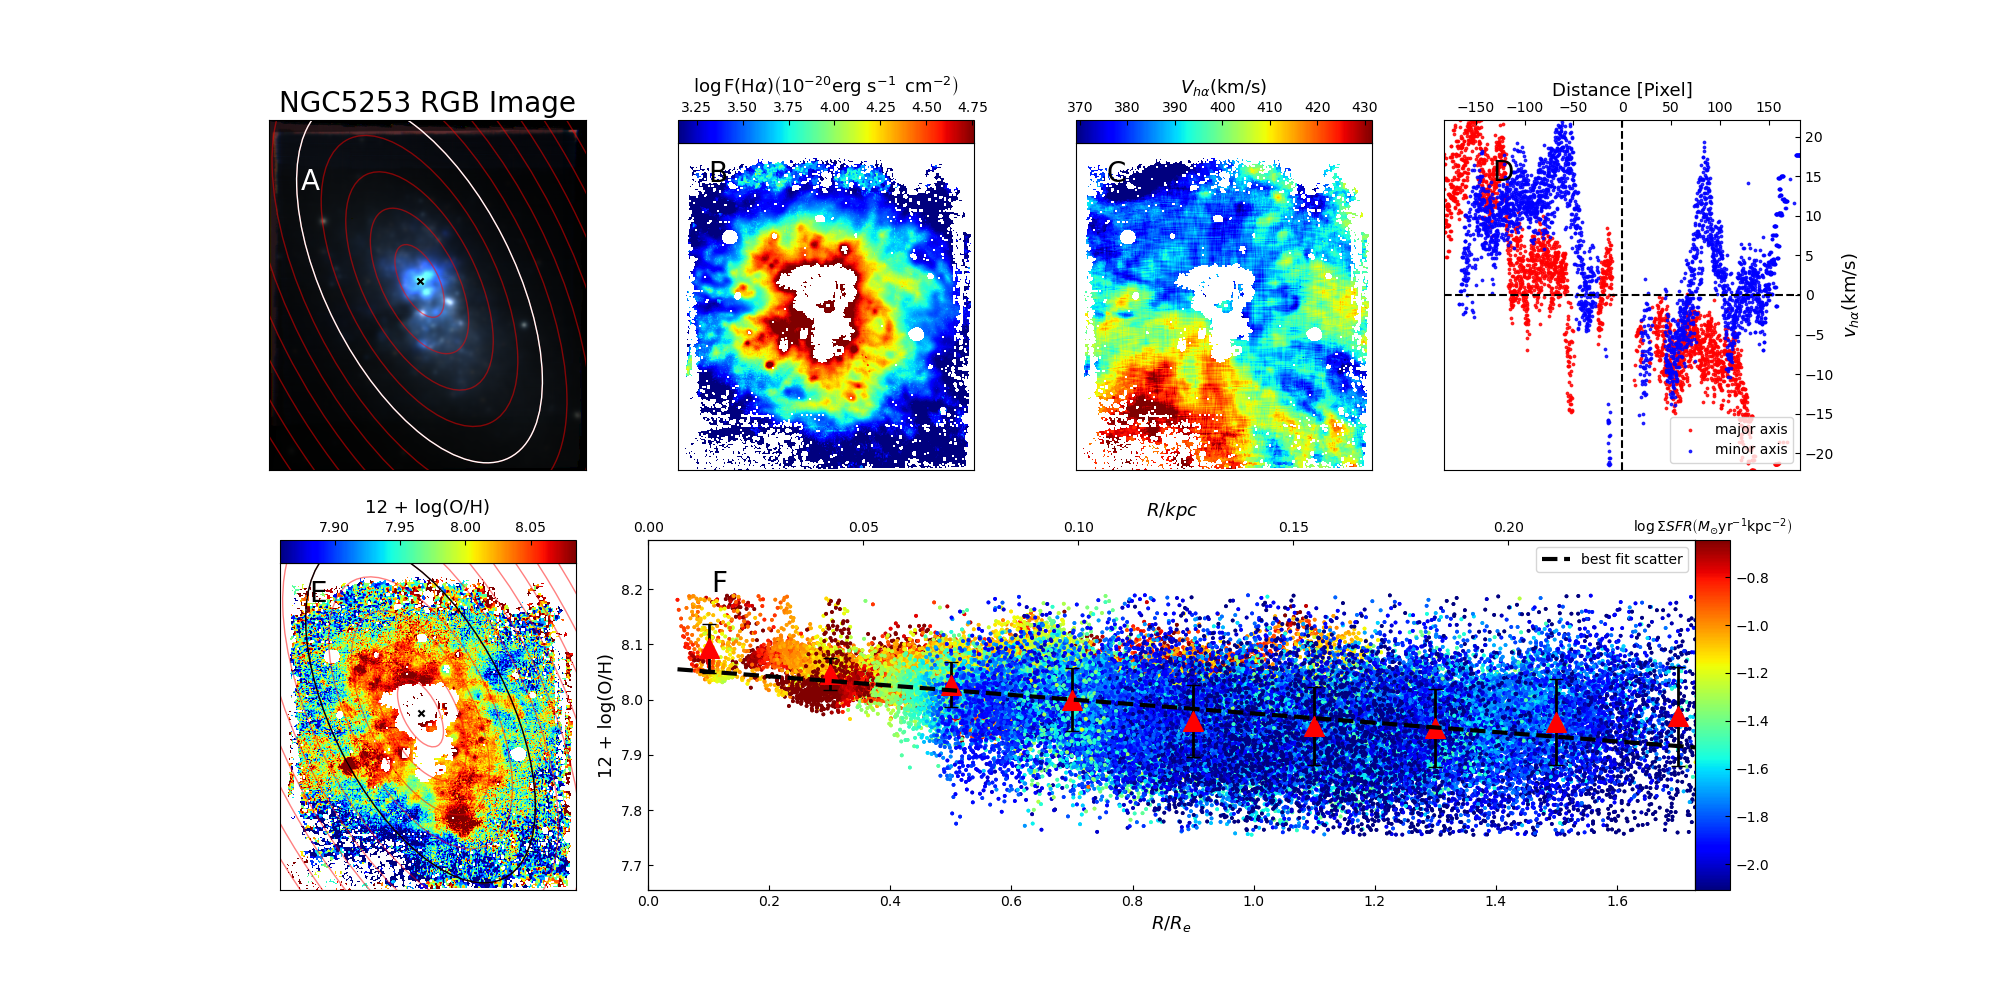 NGC5253 RGB Image
A
log F(Hα)(10⁻²⁰erg s⁻¹ cm⁻²)
3.25 3.50 3.75 4.00 4.25 4.50 4.75
B
V_hα(km/s)
370 380 390 400 410 420 430
C
Distance [Pixel]
−150 −100 −50 0 50 100 150
D
20
15
10
5
0
−5
−10
−15
−20
v_hα(km/s)
major axis
minor axis
12 + log(O/H)
7.90 7.95 8.00 8.05
E
R/kpc
0.00 0.05 0.10 0.15 0.20
log ΣSFR(M_⊙yr⁻¹kpc⁻²)
F
best fit scatter
12 + log(O/H)
8.2
8.1
8.0
7.9
7.8
7.7
0.0 0.2 0.4 0.6 0.8 1.0 1.2 1.4 1.6
R/R_e
−0.8
−1.0
−1.2
−1.4
−1.6
−1.8
−2.0